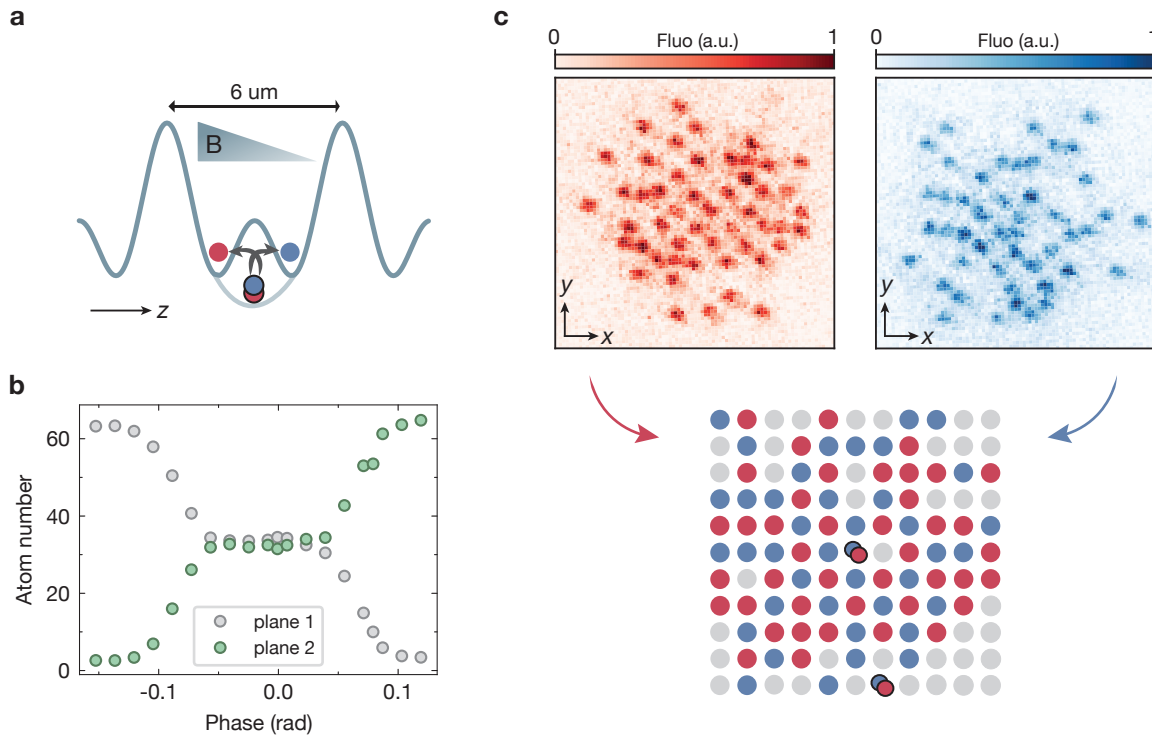 a
6 um
B
z
b
60
40
20
0
Atom number
plane 1
plane 2
-0.1
0.0
0.1
Phase (rad)
c
0
Fluo (a.u.)
1
y
x
0
Fluo (a.u.)
1
y
x